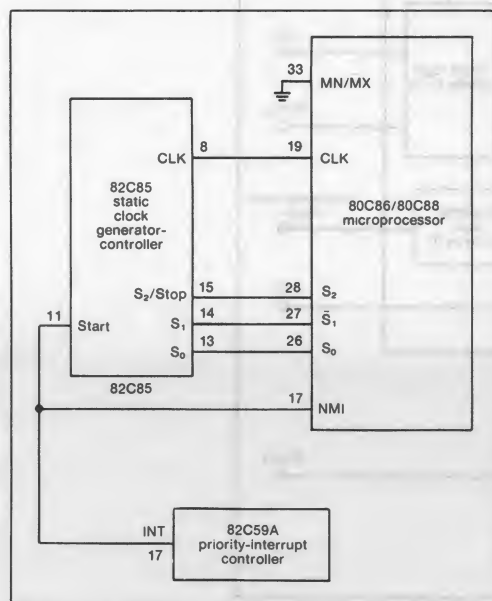 33
MN/MX
8
19
CLK
CLK
82C85
static
clock
generator-
controller
80C86/80C88
microprocessor
15
28
S₂/Stop
S₂
11
14
27
Start
S₁
S̄₁
13
26
S₀
S₀
82C85
17
NMI
INT
17
82C59A
priority-interrupt
controller